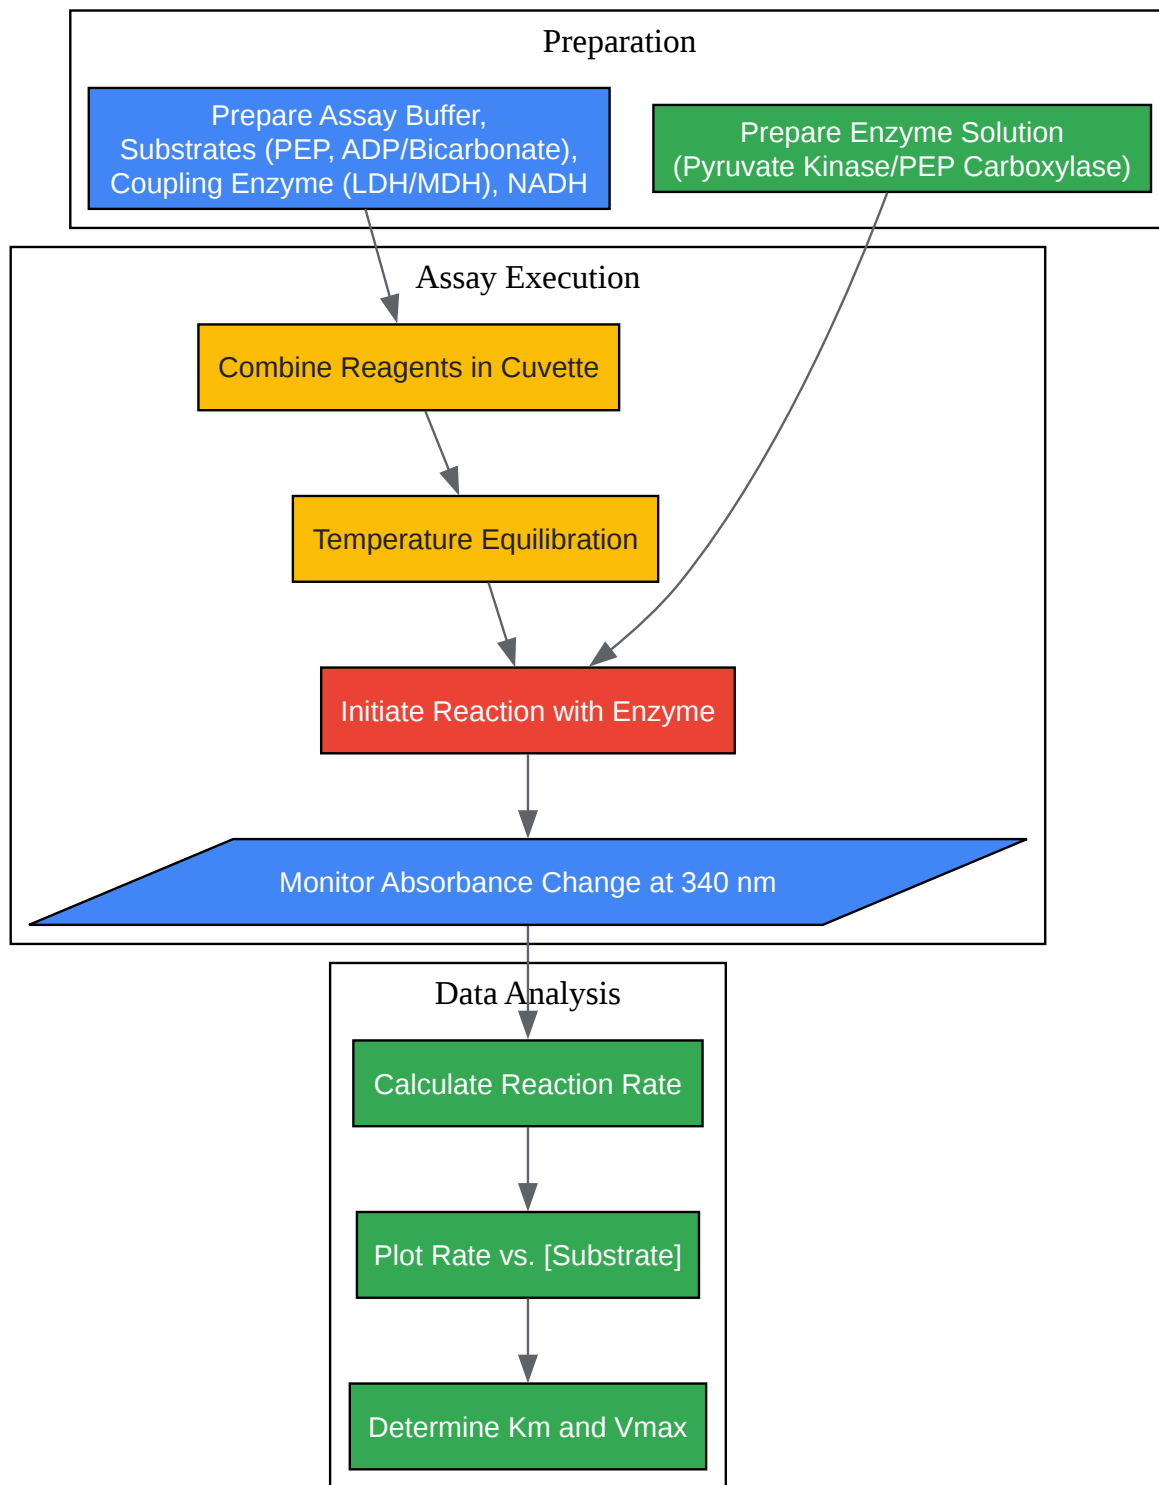 Preparation
Prepare Assay Buffer,
Substrates (PEP, ADP/Bicarbonate),
Coupling Enzyme (LDH/MDH), NADH
Prepare Enzyme Solution
(Pyruvate Kinase/PEP Carboxylase)
Assay Execution
Combine Reagents in Cuvette
Temperature Equilibration
Initiate Reaction with Enzyme
Monitor Absorbance Change at 340 nm
Data Analysis
Calculate Reaction Rate
Plot Rate vs. [Substrate]
Determine Km and Vmax